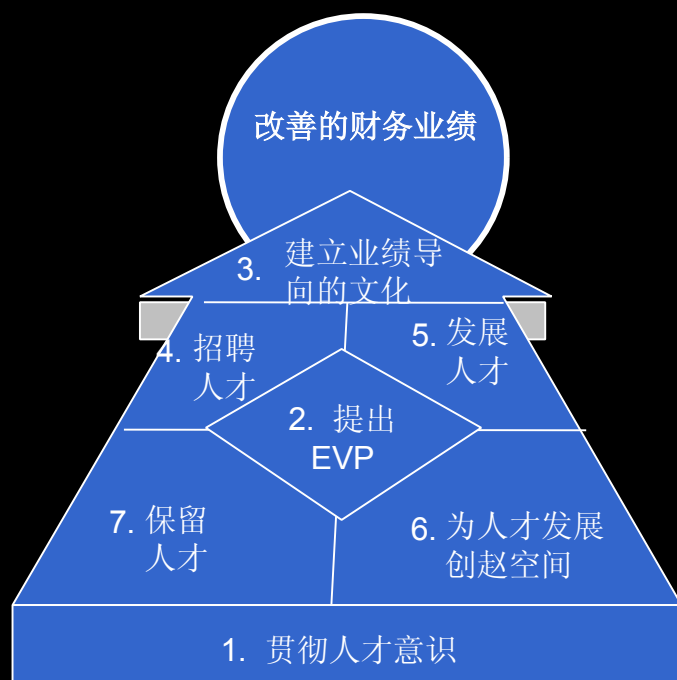 改善的财务业绩
3. 建立业绩导
向的文化
4. 招聘
人才
5. 发展
人才
2. 提出
EVP
7. 保留
人才
6. 为人才发展
创赵空间
1. 贯彻人才意识